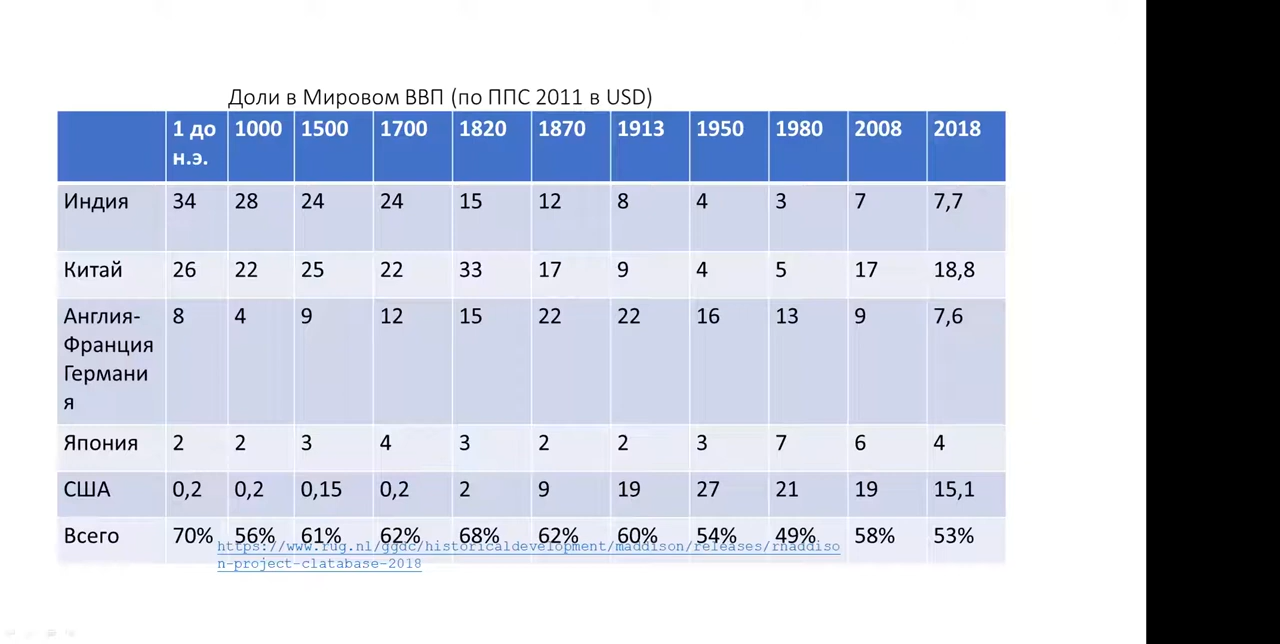 Доли в Мировом ВВП (по ППС 2011 в USD)
1 до н.э. 1000 1500 1700 1820 1870 1913 1950 1980 2008 2018
Индия 34 28 24 24 15 12 8 4 3 7 7,7
Китай 26 22 25 22 33 17 9 4 5 17 18,8
Англия- 8 4 9 12 15 22 22 16 13 9 7,6
Франция
Германи
я
Япония 2 2 3 4 3 2 2 3 7 6 4
США 0,2 0,2 0,15 0,2 2 9 19 27 21 19 15,1
Всего 70% 56% 61% 62% 68% 62% 60% 54% 49% 58% 53%
https://www.rug.nl/ggdc/historicaldevelopment/maddison/releases/rnaddiso
n-project-clatabase-2018